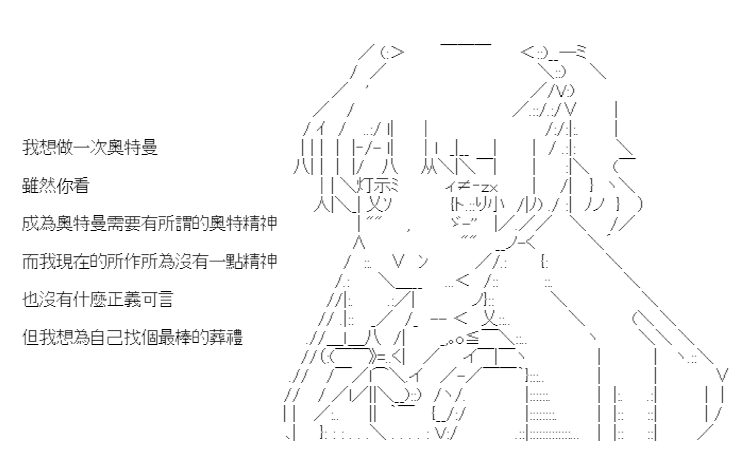 我想做一次奧特曼
雖然你看
成為奧特曼需要有所謂的奧特精神
而我現在的所作所為沒有一點精神
也沒有什麼正義可言
但我想為自己找個最棒的葬禮